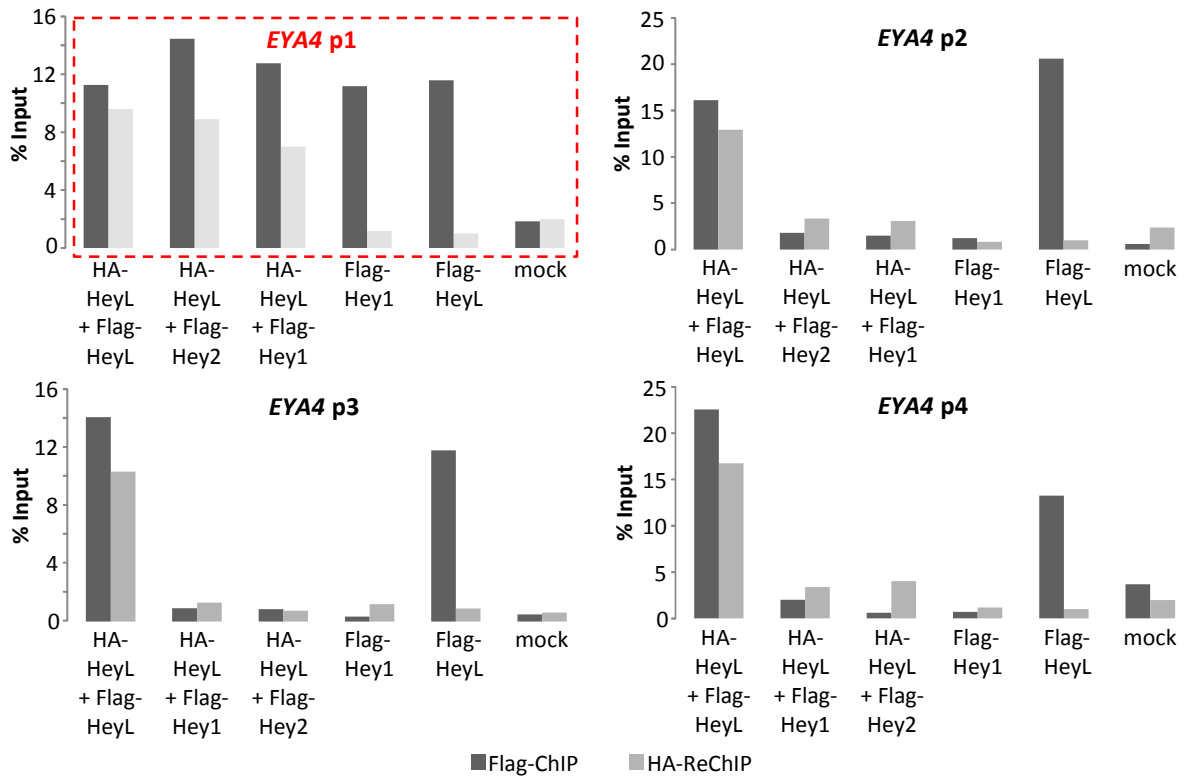 EYA4 p1
% Input
16
12
8
4
0
HA-
HeyL
+ Flag-
HeyL
HA-
HeyL
+ Flag-
Hey2
HA-
HeyL
+ Flag-
Hey1
Flag-
Hey1
Flag-
HeyL
mock
EYA4 p2
% Input
25
20
15
10
5
0
HA-
HeyL
+ Flag-
HeyL
HA-
HeyL
+ Flag-
Hey2
HA-
HeyL
+ Flag-
Hey1
Flag-
Hey1
Flag-
HeyL
mock
EYA4 p3
% Input
16
12
8
4
0
HA-
HeyL
+ Flag-
HeyL
HA-
HeyL
+ Flag-
Hey1
HA-
HeyL
+ Flag-
Hey2
Flag-
Hey1
Flag-
HeyL
mock
EYA4 p4
% Input
25
20
15
10
5
0
HA-
HeyL
+ Flag-
HeyL
HA-
HeyL
+ Flag-
Hey1
HA-
HeyL
+ Flag-
Hey2
Flag-
Hey1
Flag-
HeyL
mock
Flag-ChIP
HA-ReChIP